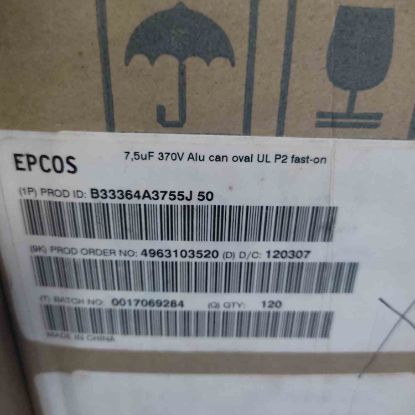 EPCOS 7,5uF 370V Alu can oval UL P2 fast-on
(1P) PROD ID: B33364A3755J 50
(9K) PROD ORDER NO: 4963103520 (D) D/C: 120307
(T) BATCH NO: 0017069284 (Q) QTY: 120
MADE IN CHINA